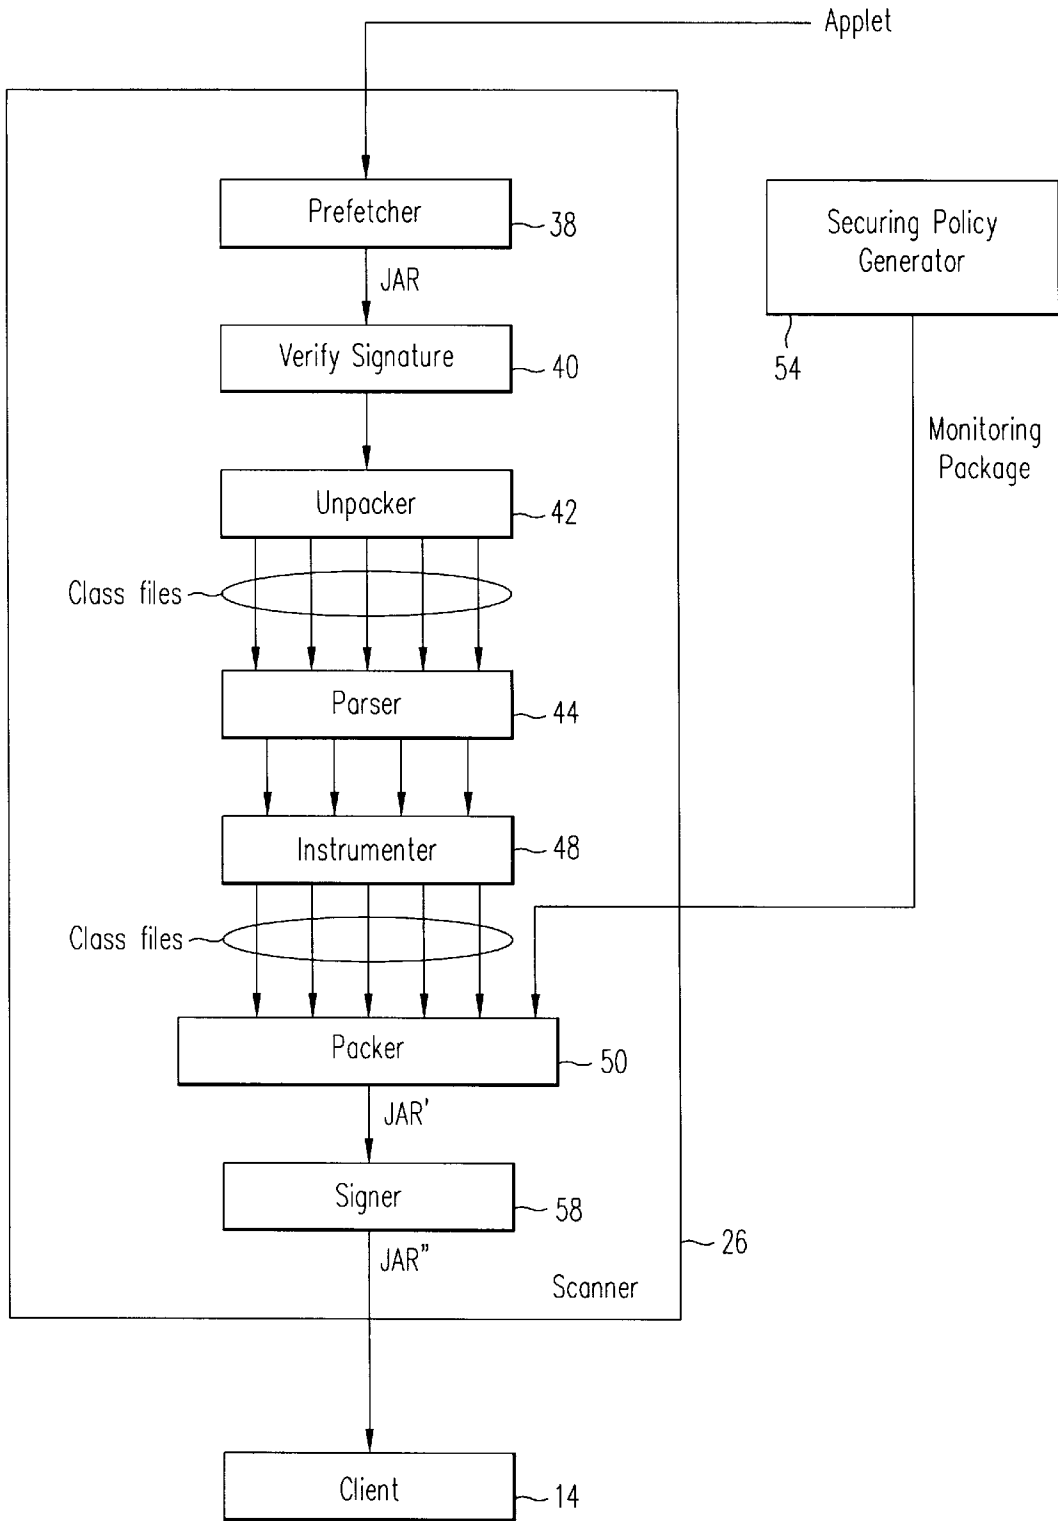 Applet
Prefetcher
38
Securing Policy
Generator
54
JAR
Verify Signature
40
Monitoring
Package
Unpacker
42
Class files
Parser
44
Instrumenter
48
Class files
Packer
50
JAR'
Signer
58
JAR"
26
Scanner
Client
14